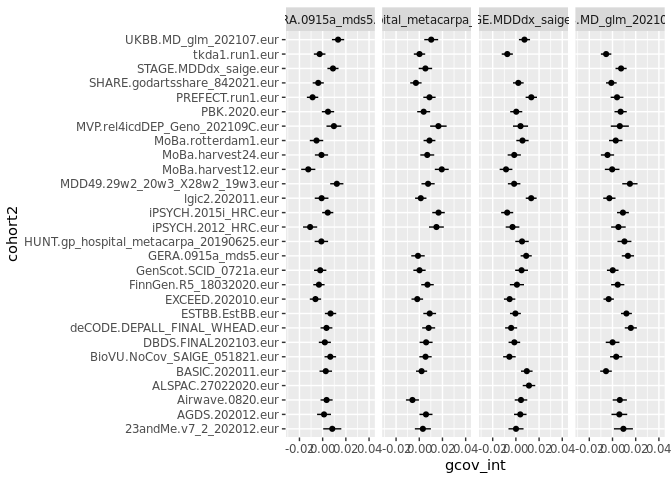 RA.0915a_mds5.
pital_metacarpa_
GE.MDDdx_saige
.MD_glm_20210
UKBB.MD_glm_202107.eur
tkda1.run1.eur
STAGE.MDDdx_saige.eur
SHARE.godartsshare_842021.eur
PREFECT.run1.eur
PBK.2020.eur
MVP.rel4icdDEP_Geno_202109C.eur
MoBa.rotterdam1.eur
MoBa.harvest24.eur
MoBa.harvest12.eur
MDD49.29w2_20w3_X28w2_19w3.eur
lgic2.202011.eur
iPSYCH.2015i_HRC.eur
iPSYCH.2012_HRC.eur
HUNT.gp_hospital_metacarpa_20190625.eur
GERA.0915a_mds5.eur
GenScot.SCID_0721a.eur
FinnGen.R5_18032020.eur
EXCEED.202010.eur
ESTBB.EstBB.eur
deCODE.DEPALL_FINAL_WHEAD.eur
DBDS.FINAL202103.eur
BioVU.NoCov_SAIGE_051821.eur
BASIC.202011.eur
ALSPAC.27022020.eur
Airwave.0820.eur
AGDS.202012.eur
23andMe.v7_2_202012.eur
cohort2
-0.02 0.00 0.02 0.04 -0.02 0.00 0.02 0.04 -0.02 0.00 0.02 0.04 -0.02 0.00 0.02 0.04
gcov_int